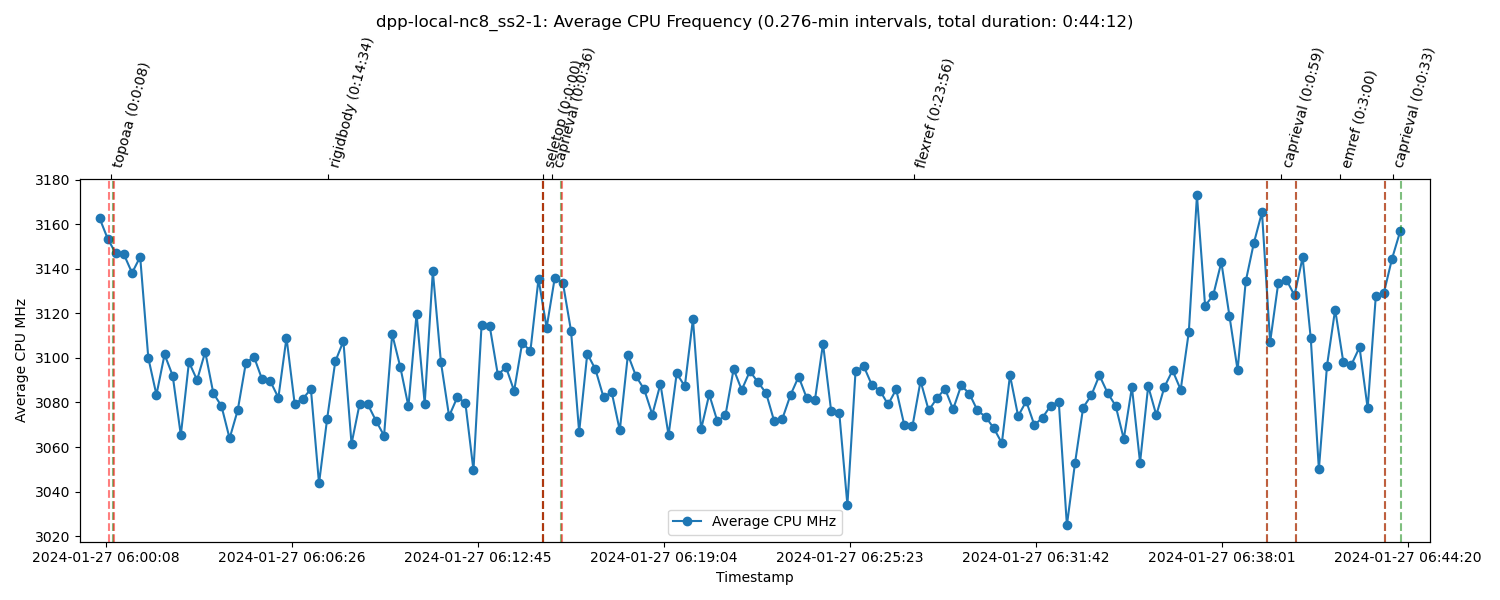 dpp-local-nc8_ss2-1: Average CPU Frequency (0.276-min intervals, total duration: 0:44:12)
topoaa (0:0:08)
rigidbody (0:14:34)
seletop (0:0:00)
caprieval (0:0:36)
flexref (0:23:56)
caprieval (0:0:59)
emref (0:3:00)
caprieval (0:0:33)
Average CPU MHz
3180
3160
3140
3120
3100
3080
3060
3040
3020
Average CPU MHz
2024-01-27 06:00:08
2024-01-27 06:06:26
2024-01-27 06:12:45
2024-01-27 06:19:04
2024-01-27 06:25:23
2024-01-27 06:31:42
2024-01-27 06:38:01
2024-01-27 06:44:20
Timestamp